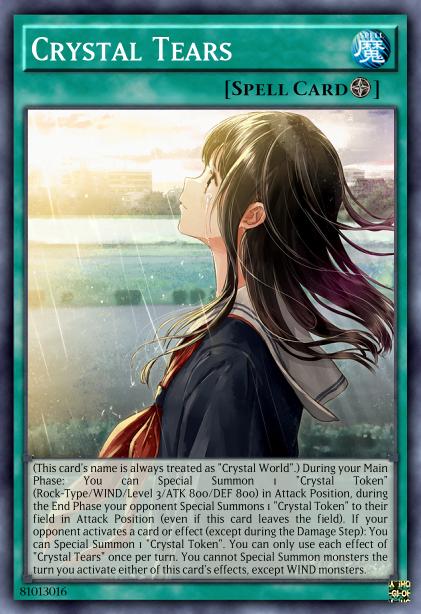 CRYSTAL TEARS
SPELL
魔
[SPELL CARD]
(This card's name is always treated as "Crystal World".) During your Main
Phase: You can Special Summon 1 "Crystal Token"
(Rock-Type/WIND/Level 3/ATK 800/DEF 800) in Attack Position, during
the End Phase your opponent Special Summons 1 "Crystal Token" to their
field in Attack Position (even if this card leaves the field). If your
opponent activates a card or effect (except during the Damage Step): You
can Special Summon 1 "Crystal Token". You can only use each effect of
"Crystal Tears" once per turn. You cannot Special Summon monsters the
turn you activate either of this card's effects, except WIND monsters.
81013016